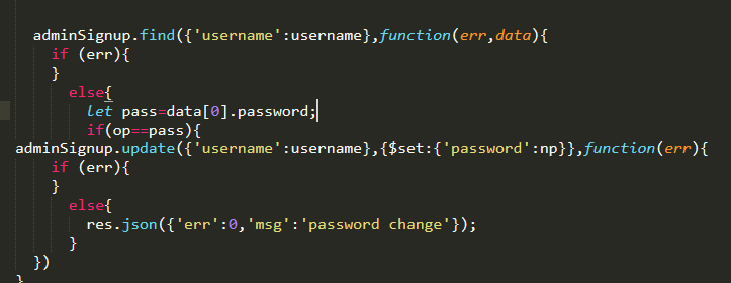 adminSignup.find({'username':username},function(err,data){
if (err){
}
else{
let pass=data[0].password;
if(op==pass){
adminSignup.update({'username':username},{$set:{'password':np}},function(err){
if (err){
}
else{
res.json({'err':0,'msg':'password change'});
}
})
}